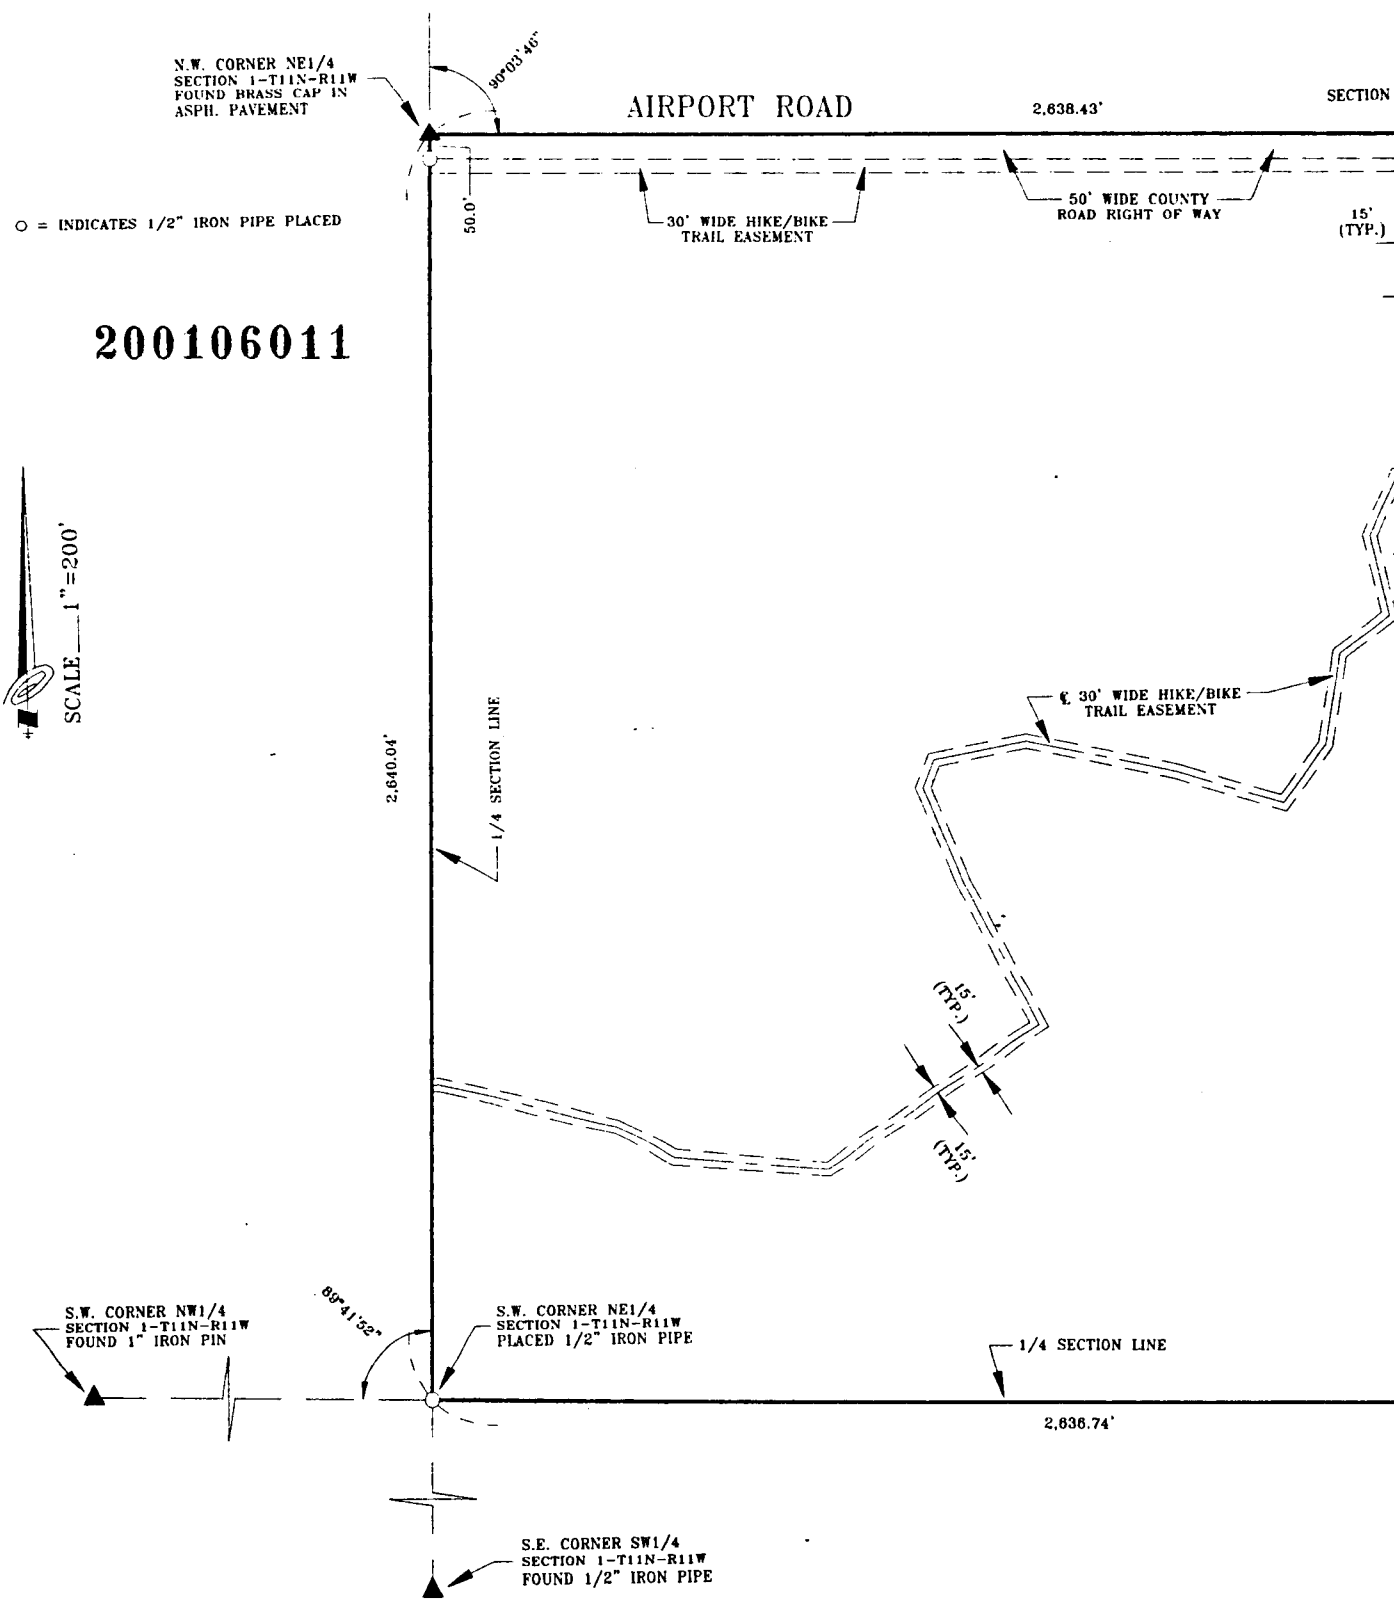 N.W. CORNER NE1/4
SECTION 1-T11N-R11W
FOUND BRASS CAP IN
ASPH. PAVEMENT
90°03'46"
AIRPORT ROAD
2,638.43'
SECTION
50.0'
30' WIDE HIKE/BIKE
TRAIL EASEMENT
50' WIDE COUNTY
ROAD RIGHT OF WAY
15'
(TYP.)
O = INDICATES 1/2" IRON PIPE PLACED
200106011
SCALE 1"=200'
2,640.04'
1/4 SECTION LINE
℄ 30' WIDE HIKE/BIKE
TRAIL EASEMENT
15'
(TYP.)
15'
(TYP.)
89°41'52"
S.W. CORNER NW1/4
SECTION 1-T11N-R11W
FOUND 1" IRON PIN
S.W. CORNER NE1/4
SECTION 1-T11N-R11W
PLACED 1/2" IRON PIPE
1/4 SECTION LINE
2,636.74'
S.E. CORNER SW1/4
SECTION 1-T11N-R11W
FOUND 1/2" IRON PIPE